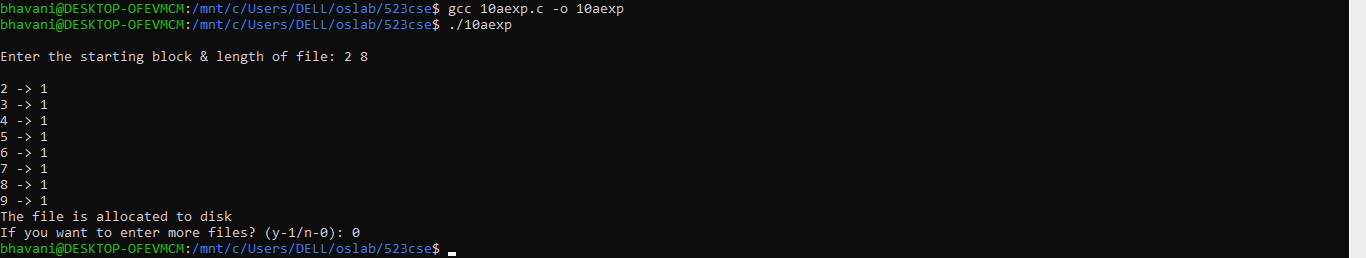 bhavani@DESKTOP-OFEVMCM:/mnt/c/Users/DELL/oslab/523cse$ gcc 10aexp.c -o 10aexp
bhavani@DESKTOP-OFEVMCM:/mnt/c/Users/DELL/oslab/523cse$ ./10aexp
Enter the starting block & length of file: 2 8
2 -> 1
3 -> 1
4 -> 1
5 -> 1
6 -> 1
7 -> 1
8 -> 1
9 -> 1
The file is allocated to disk
If you want to enter more files? (y-1/n-0): 0
bhavani@DESKTOP-OFEVMCM:/mnt/c/Users/DELL/oslab/523cse$